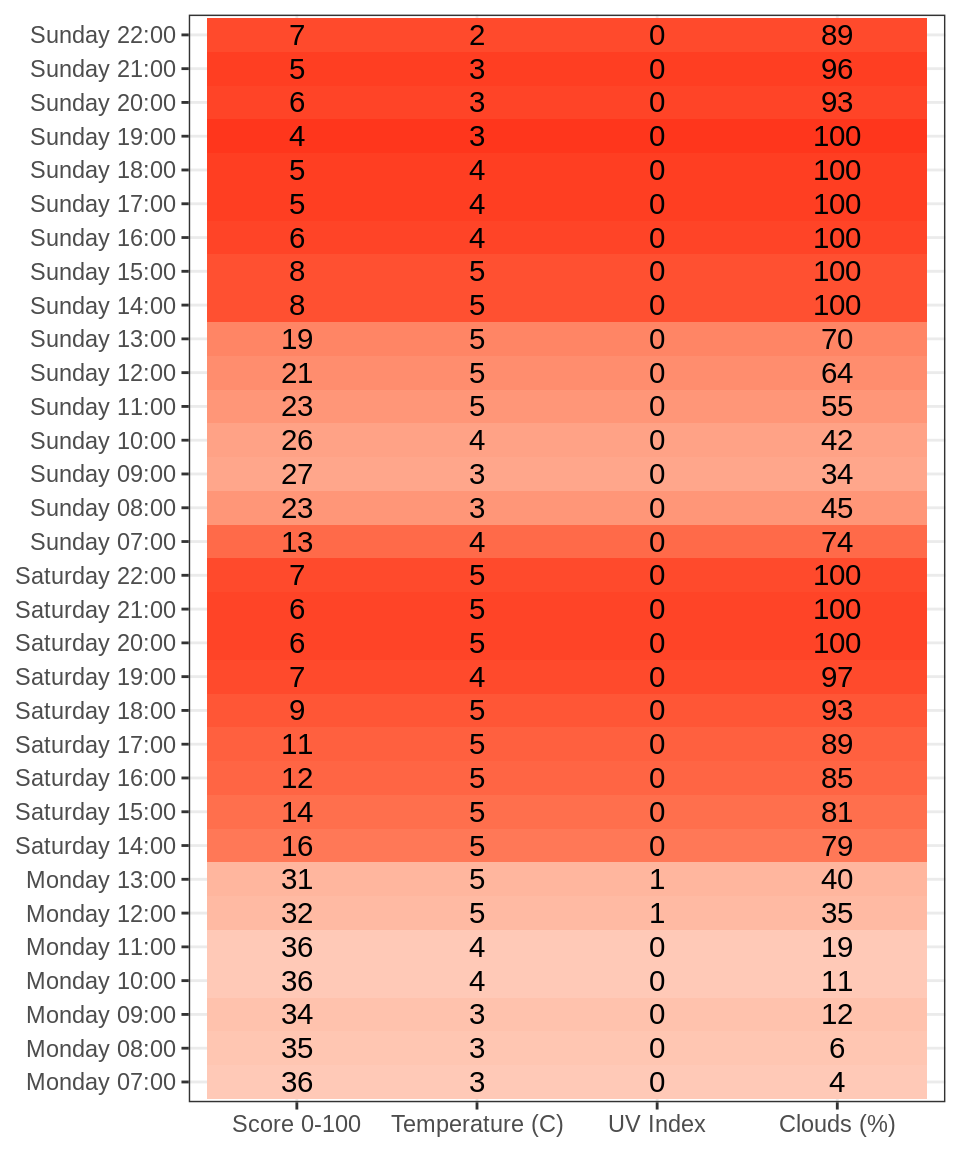 Sunday 22:00 7 2 0 89
Sunday 21:00 5 3 0 96
Sunday 20:00 6 3 0 93
Sunday 19:00 4 3 0 100
Sunday 18:00 5 4 0 100
Sunday 17:00 5 4 0 100
Sunday 16:00 6 4 0 100
Sunday 15:00 8 5 0 100
Sunday 14:00 8 5 0 100
Sunday 13:00 19 5 0 70
Sunday 12:00 21 5 0 64
Sunday 11:00 23 5 0 55
Sunday 10:00 26 4 0 42
Sunday 09:00 27 3 0 34
Sunday 08:00 23 3 0 45
Sunday 07:00 13 4 0 74
Saturday 22:00 7 5 0 100
Saturday 21:00 6 5 0 100
Saturday 20:00 6 5 0 100
Saturday 19:00 7 4 0 97
Saturday 18:00 9 5 0 93
Saturday 17:00 11 5 0 89
Saturday 16:00 12 5 0 85
Saturday 15:00 14 5 0 81
Saturday 14:00 16 5 0 79
Monday 13:00 31 5 1 40
Monday 12:00 32 5 1 35
Monday 11:00 36 4 0 19
Monday 10:00 36 4 0 11
Monday 09:00 34 3 0 12
Monday 08:00 35 3 0 6
Monday 07:00 36 3 0 4
Score 0-100 Temperature (C) UV Index Clouds (%)